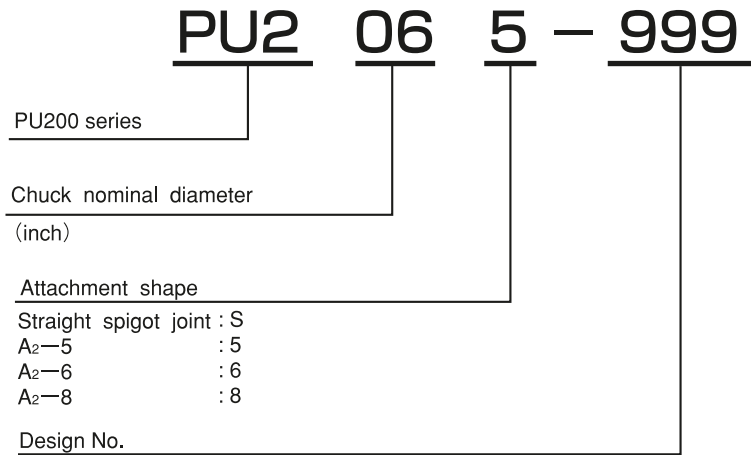 PU2 06 5 － 999
PU200 series
Chuck nominal diameter
（inch）
Attachment shape
Straight spigot joint : S
A₂－5 : 5
A₂－6 : 6
A₂－8 : 8
Design No.